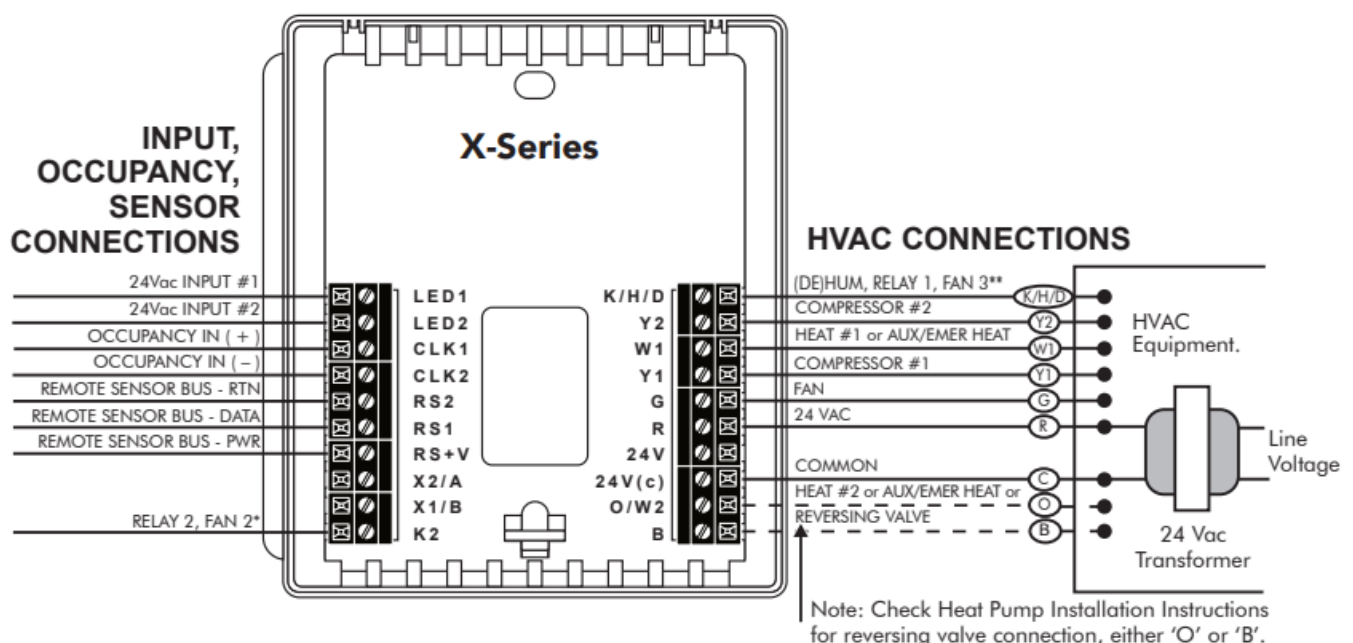 X-Series
INPUT,
OCCUPANCY,
SENSOR
CONNECTIONS
24Vac INPUT #1
24Vac INPUT #2
OCCUPANCY IN ( + )
OCCUPANCY IN ( – )
REMOTE SENSOR BUS - RTN
REMOTE SENSOR BUS - DATA
REMOTE SENSOR BUS - PWR
RELAY 2, FAN 2*
LED1
LED2
CLK1
CLK2
RS2
RS1
RS+V
X2/A
X1/B
K2
K/H/D
Y2
W1
Y1
G
R
24V
24V(c)
O/W2
B
HVAC CONNECTIONS
(DE)HUM, RELAY 1, FAN 3**
COMPRESSOR #2
HEAT #1 or AUX/EMER HEAT
COMPRESSOR #1
FAN
24 VAC
COMMON
HEAT #2 or AUX/EMER HEAT or
REVERSING VALVE
K/H/D
Y2
W1
Y1
G
R
C
O
B
HVAC
Equipment.
Line
Voltage
24 Vac
Transformer
Note: Check Heat Pump Installation Instructions
for reversing valve connection, either ‘O’ or ‘B’.